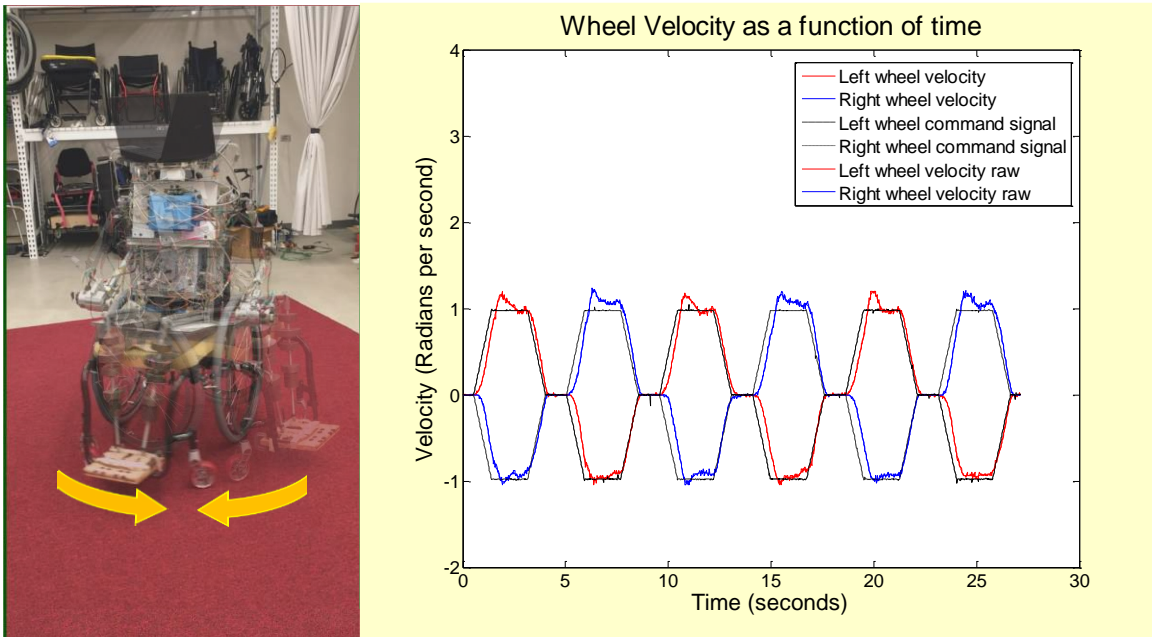 Wheel Velocity as a function of time
Velocity (Radians per second)
4
3
2
1
0
-1
-2
Left wheel velocity
Right wheel velocity
Left wheel command signal
Right wheel command signal
Left wheel velocity raw
Right wheel velocity raw
0 5 10 15 20 25 30
Time (seconds)